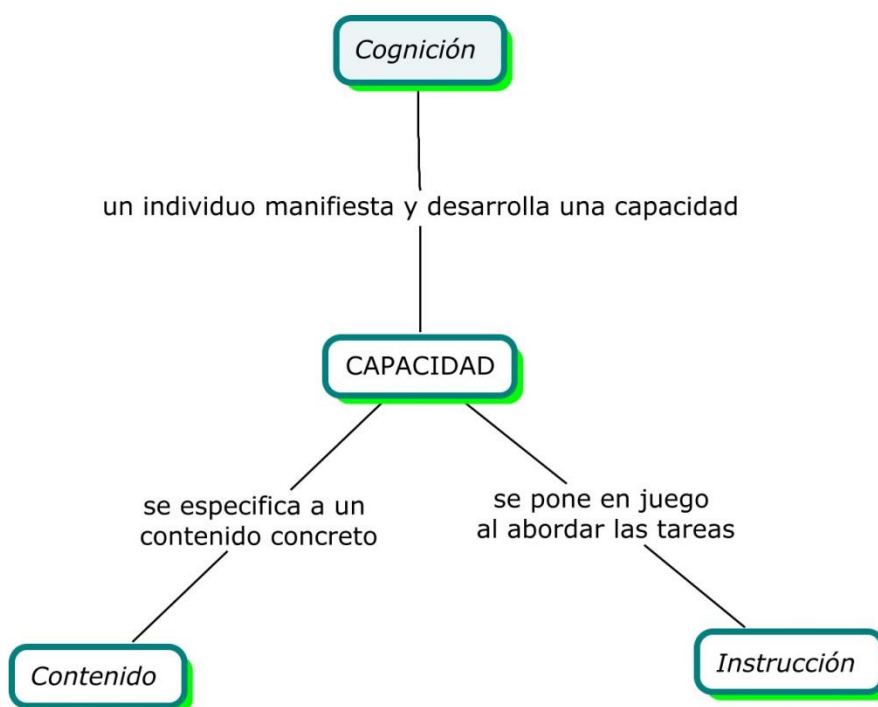 Cognición
un individuo manifiesta y desarrolla una capacidad
CAPACIDAD
se especifica a un
contenido concreto
se pone en juego
al abordar las tareas
Contenido
Instrucción